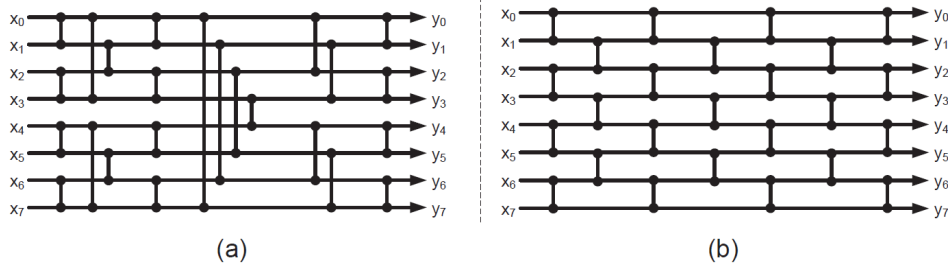 x0 y0 x0 y0
x1 y1 x1 y1
x2 y2 x2 y2
x3 y3 x3 y3
x4 y4 x4 y4
x5 y5 x5 y5
x6 y6 x6 y6
x7 y7 x7 y7
(a) (b)